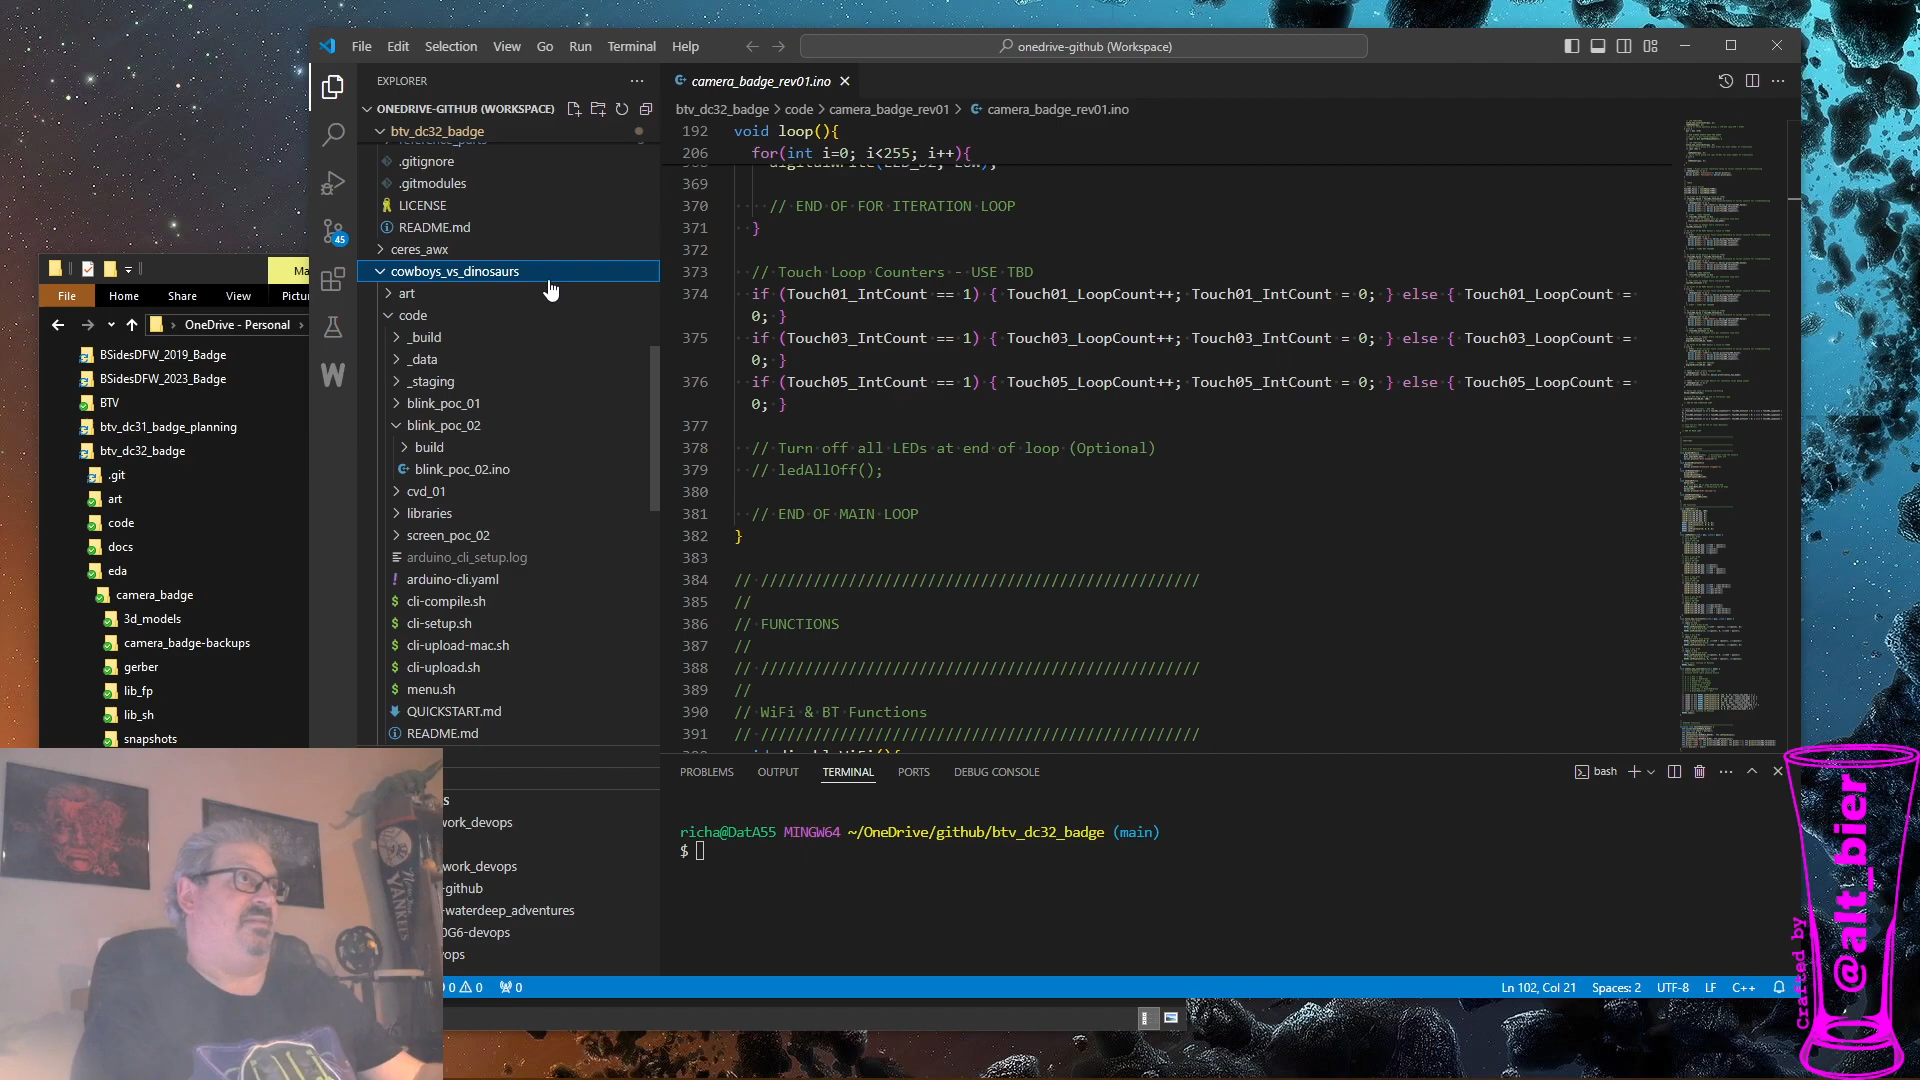 File Edit Selection View Go Run Terminal Help
onedrive-github (Workspace)
EXPLORER
ONEDRIVE-GITHUB (WORKSPACE)
btv_dc32_badge
.gitignore
.gitmodules
LICENSE
README.md
ceres_awx
cowboys_vs_dinosaurs
art
code
_build
_data
_staging
blink_poc_01
blink_poc_02
build
blink_poc_02.ino
cvd_01
libraries
screen_poc_02
arduino_cli_setup.log
arduino-cli.yaml
cli-compile.sh
cli-setup.sh
cli-upload-mac.sh
cli-upload.sh
menu.sh
QUICKSTART.md
README.md
work_devops
-github
-waterdeep_adventures
0G6-devops
45
File Home Share View
OneDrive - Personal
BSidesDFW_2019_Badge
BSidesDFW_2023_Badge
BTV
btv_dc31_badge_planning
btv_dc32_badge
.git
art
code
docs
eda
camera_badge
3d_models
camera_badge-backups
gerber
lib_fp
lib_sh
snapshots
camera_badge_rev01.ino
btv_dc32_badge > code > camera_badge_rev01 > camera_badge_rev01.ino
192 void loop(){
206 for(int i=0; i<255; i++){
369
370 // END OF FOR ITERATION LOOP
371 }
372
373 // Touch Loop Counters - USE TBD
374 if (Touch01_IntCount == 1) { Touch01_LoopCount++; Touch01_IntCount = 0; } else { Touch01_LoopCount =
0; }
375 if (Touch03_IntCount == 1) { Touch03_LoopCount++; Touch03_IntCount = 0; } else { Touch03_LoopCount =
0; }
376 if (Touch05_IntCount == 1) { Touch05_LoopCount++; Touch05_IntCount = 0; } else { Touch05_LoopCount =
0; }
377
378 // Turn off all LEDs at end of loop (Optional)
379 // ledAllOff();
380
381 // END OF MAIN LOOP
382 }
383
384 // //////////////////////////////////////////////////
385 //
386 // FUNCTIONS
387 //
388 // //////////////////////////////////////////////////
389 //
390 // WiFi & BT Functions
391 // //////////////////////////////////////////////////
PROBLEMS OUTPUT TERMINAL PORTS DEBUG CONSOLE
bash
richa@DatA55 MINGW64 ~/OneDrive/github/btv_dc32_badge (main)
$
0 0 0
Ln 102, Col 21 Spaces: 2 UTF-8 LF C++
YANKEES
Crafted by
@alt_bier